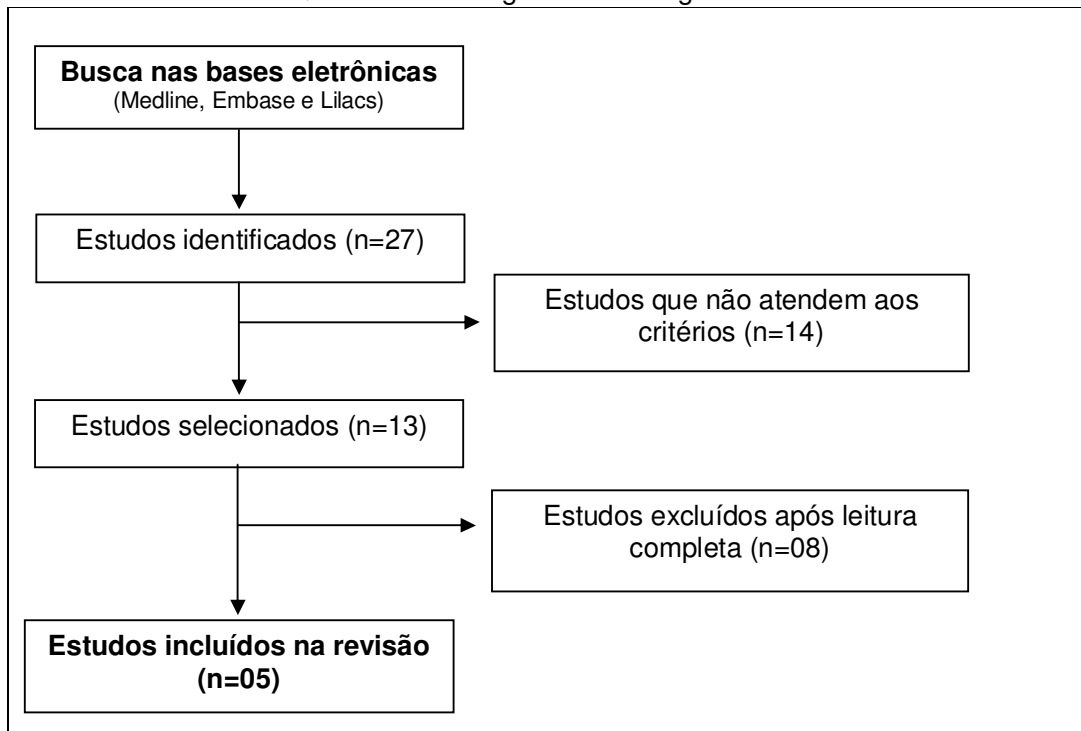 Busca nas bases eletrônicas
(Medline, Embase e Lilacs)
Estudos identificados (n=27)
Estudos que não atendem aos
critérios (n=14)
Estudos selecionados (n=13)
Estudos excluídos após leitura
completa (n=08)
Estudos incluídos na revisão
(n=05)